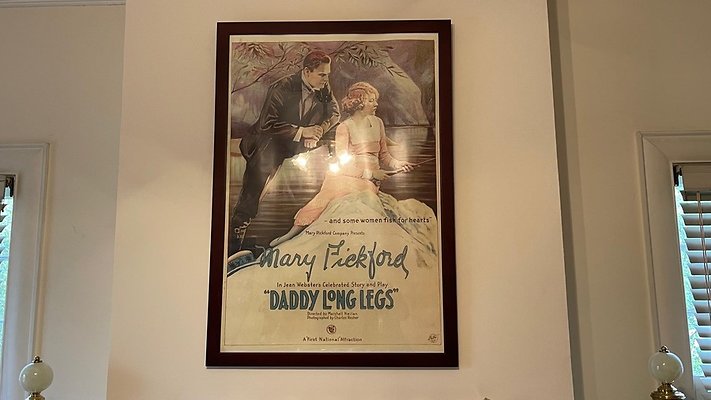 - and some women fish for hearts"
Mary Pickford Company Presents
Mary Pickford
In Jean Webster's Celebrated Story and Play
"DADDY LONG LEGS"
Directed by Marshall Neilan
Photographed by Charles Rosher
A First National Attraction